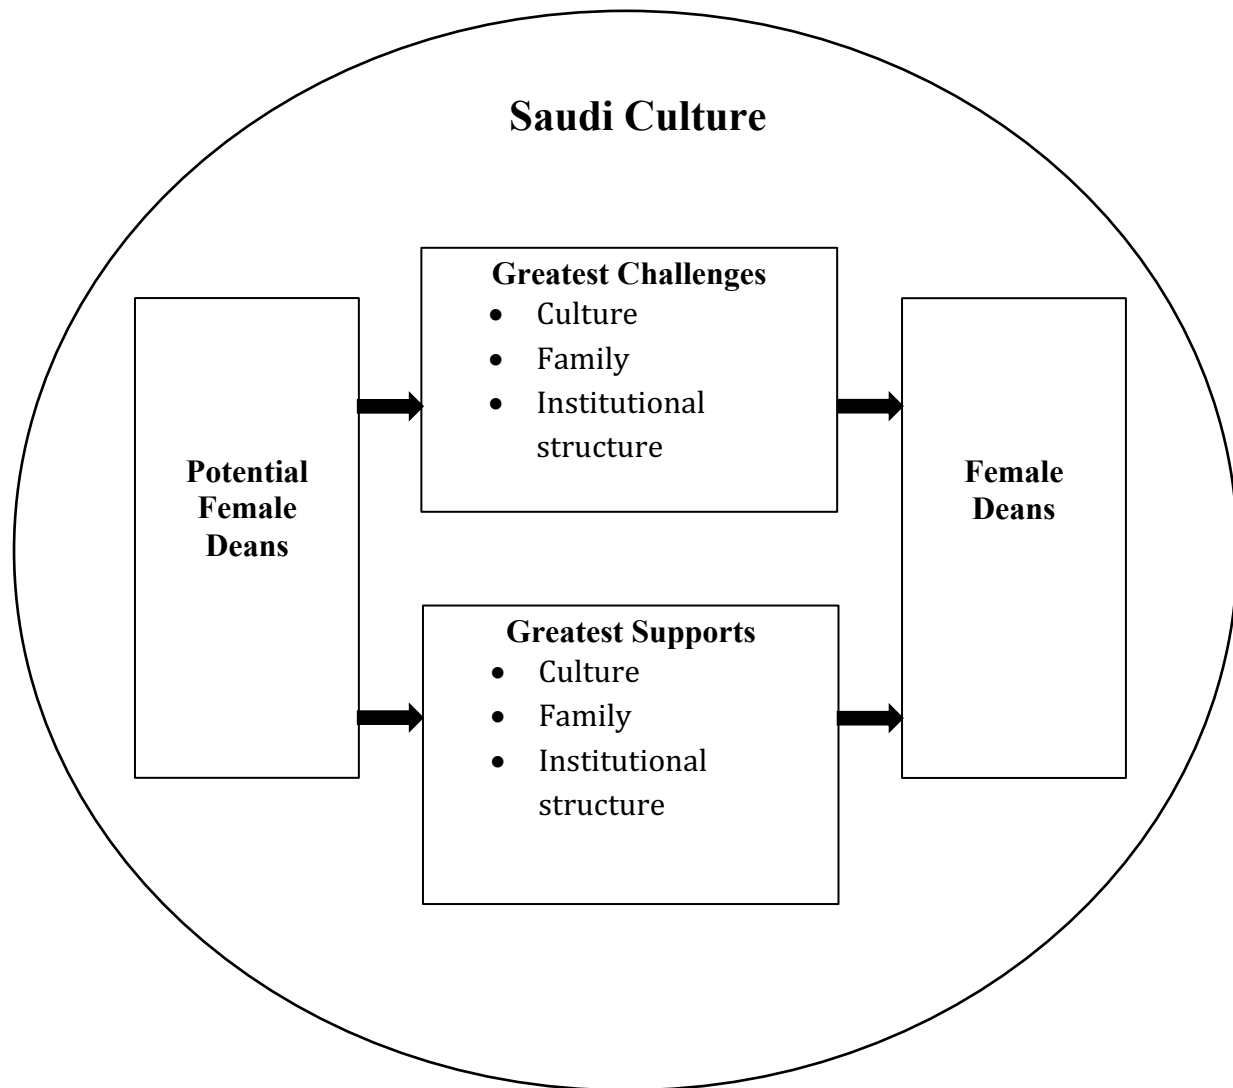 Saudi Culture
Potential
Female
Deans
Greatest Challenges
• Culture
• Family
• Institutional
structure
Greatest Supports
• Culture
• Family
• Institutional
structure
Female
Deans